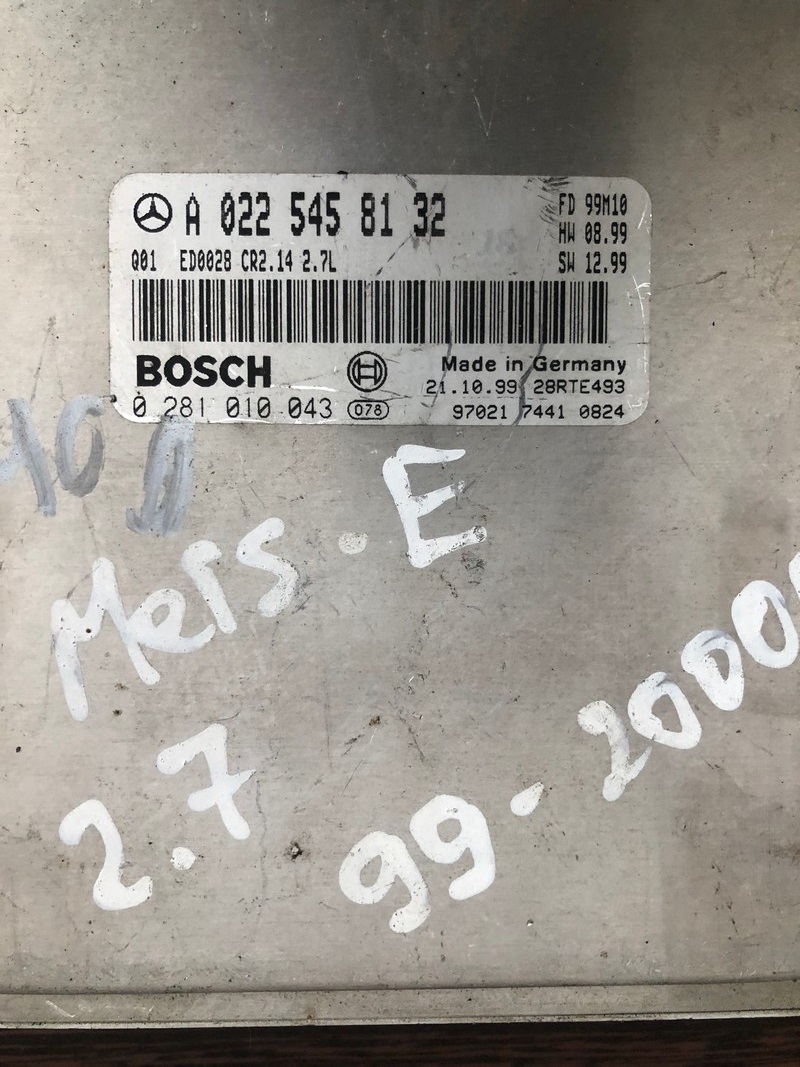 A 022 545 81 32
FD 99M10
HW 08.99
Q01 ED0028 CR2.14 2.7L
SW 12.99
BOSCH
Made in Germany
21.10.99 28RTE493
0 281 010 043 078
97021 7441 0824
Mers - E
2.7
99-2000